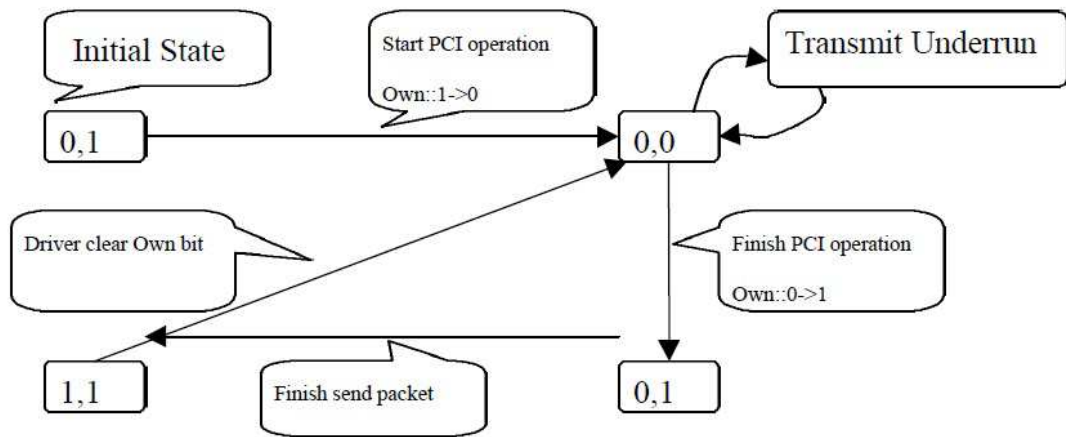 Initial State
Start PCI operation
Own::1->0
Transmit Underrun
0,1
0,0
Driver clear Own bit
Finish PCI operation
Own::0->1
1,1
Finish send packet
0,1